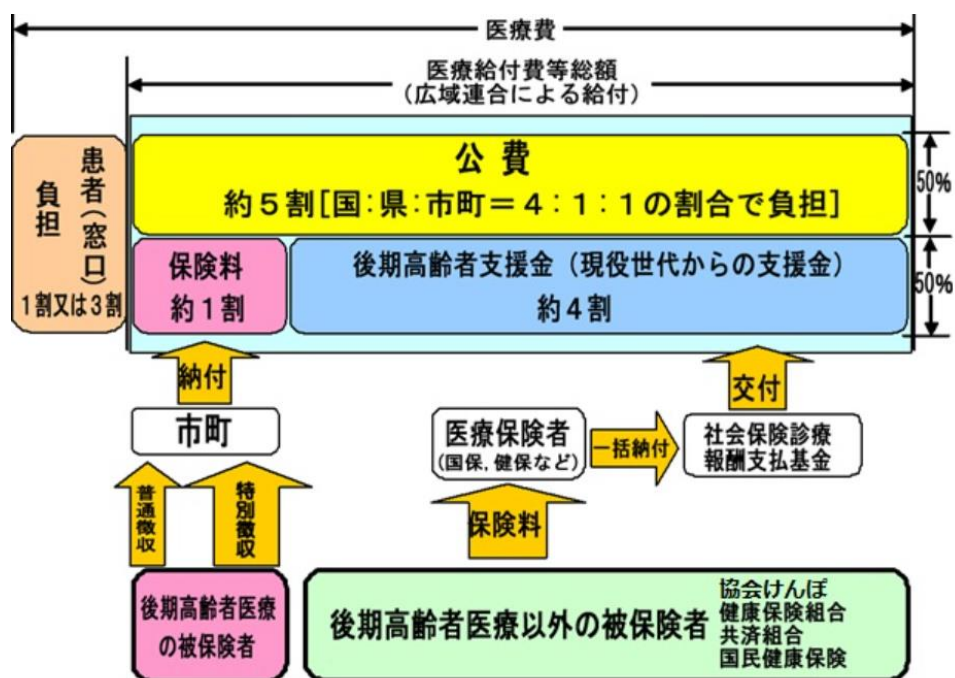 医療費
医療給付費等総額
(広域連合による給付)
患者(窓口)
負担
1割又は3割
公費
約5割[国:県:市町=4:1:1の割合で負担]
50%
保険料
約1割
後期高齢者支援金(現役世代からの支援金)
約4割
50%
納付
交付
市町
医療保険者
(国保,健保など)
一括納付
社会保険診療
報酬支払基金
普通徴収
特別徴収
保険料
後期高齢者医療
の被保険者
後期高齢者医療以外の被保険者
協会けんぽ
健康保険組合
共済組合
国民健康保険